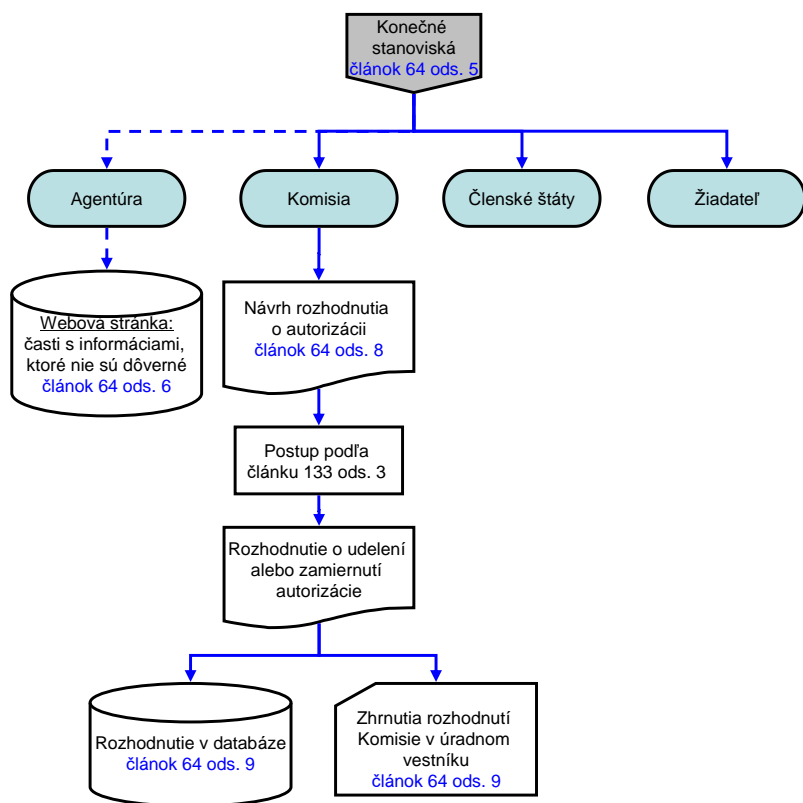 Konečné
stanoviská
článok 64 ods. 5
Agentúra
Komisia
Členské štáty
Žiadateľ
Webová stránka:
časti s informáciami,
ktoré nie sú dôverné
článok 64 ods. 6
Návrh rozhodnutia
o autorizácii
článok 64 ods. 8
Postup podľa
článku 133 ods. 3
Rozhodnutie o udelení
alebo zamiernutí
autorizácie
Rozhodnutie v databáze
článok 64 ods. 9
Zhrnutia rozhodnutí
Komisie v úradnom
vestníku
článok 64 ods. 9